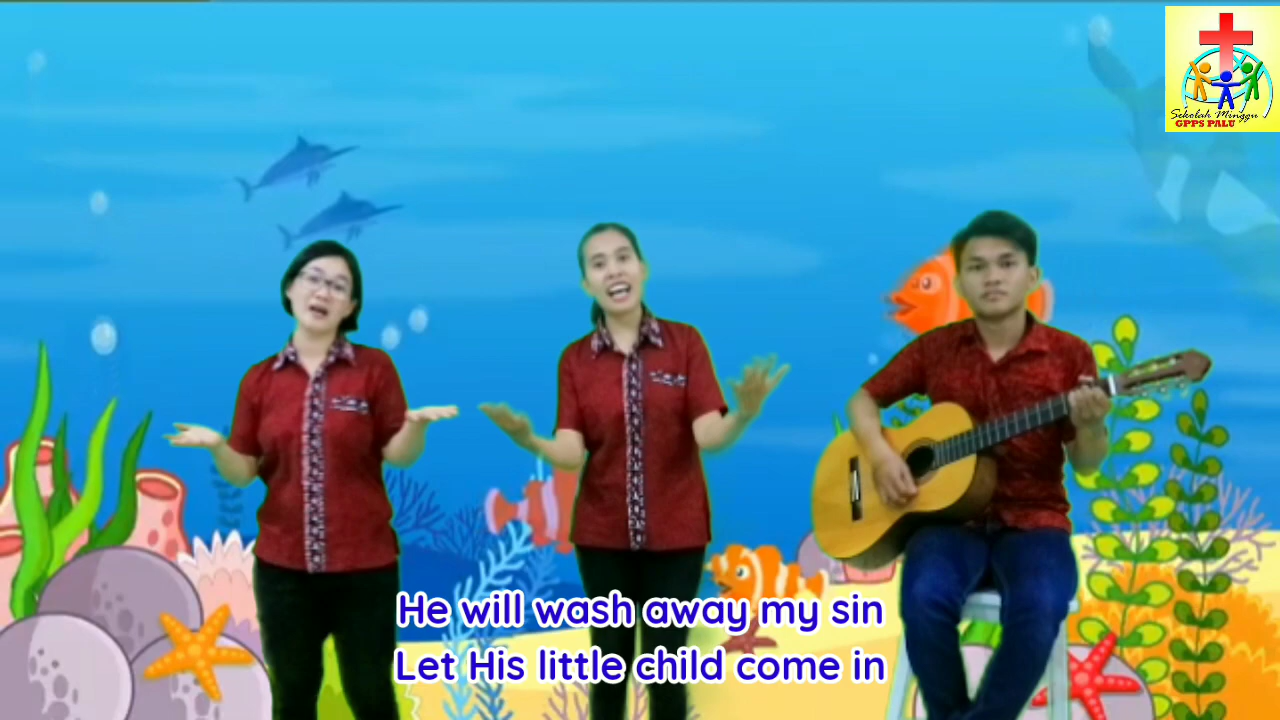 Sekolah Minggu
GPPS PALU
He will wash away my sin
Let His little child come in